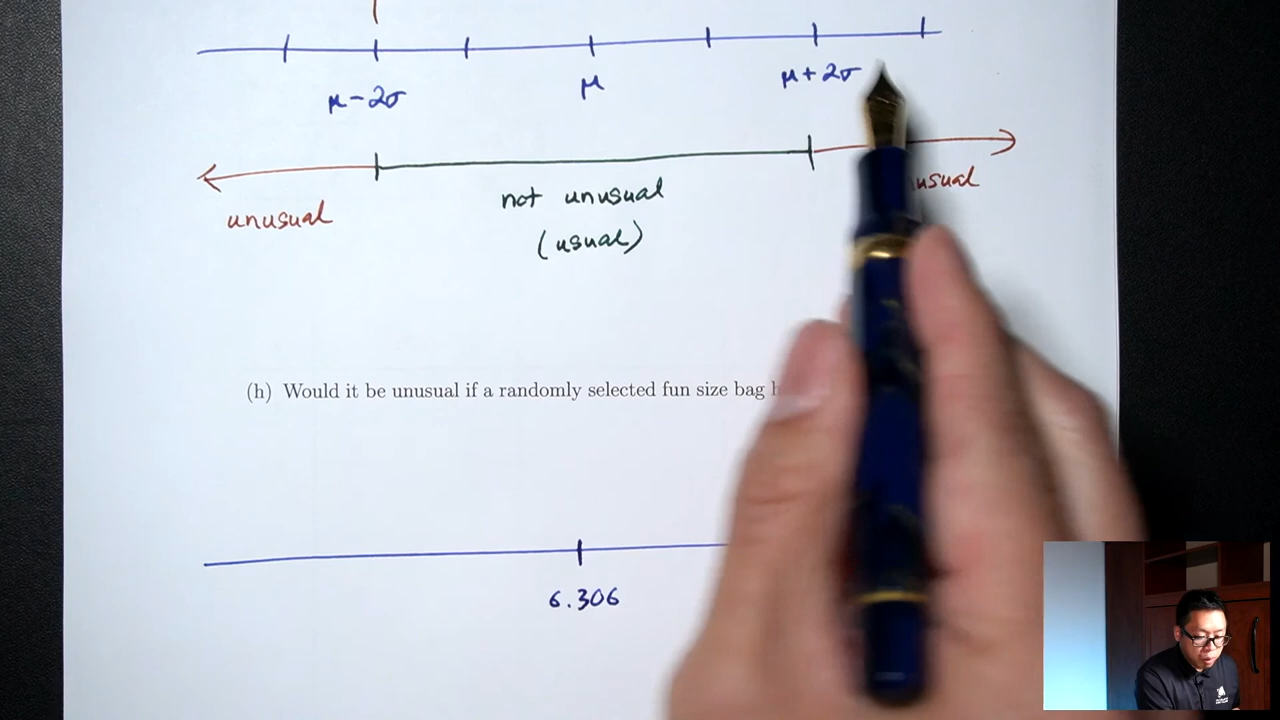 μ-2σ μ μ+2σ
unusual not unusual usual
(usual)
(h) Would it be unusual if a randomly selected fun size bag
6.306